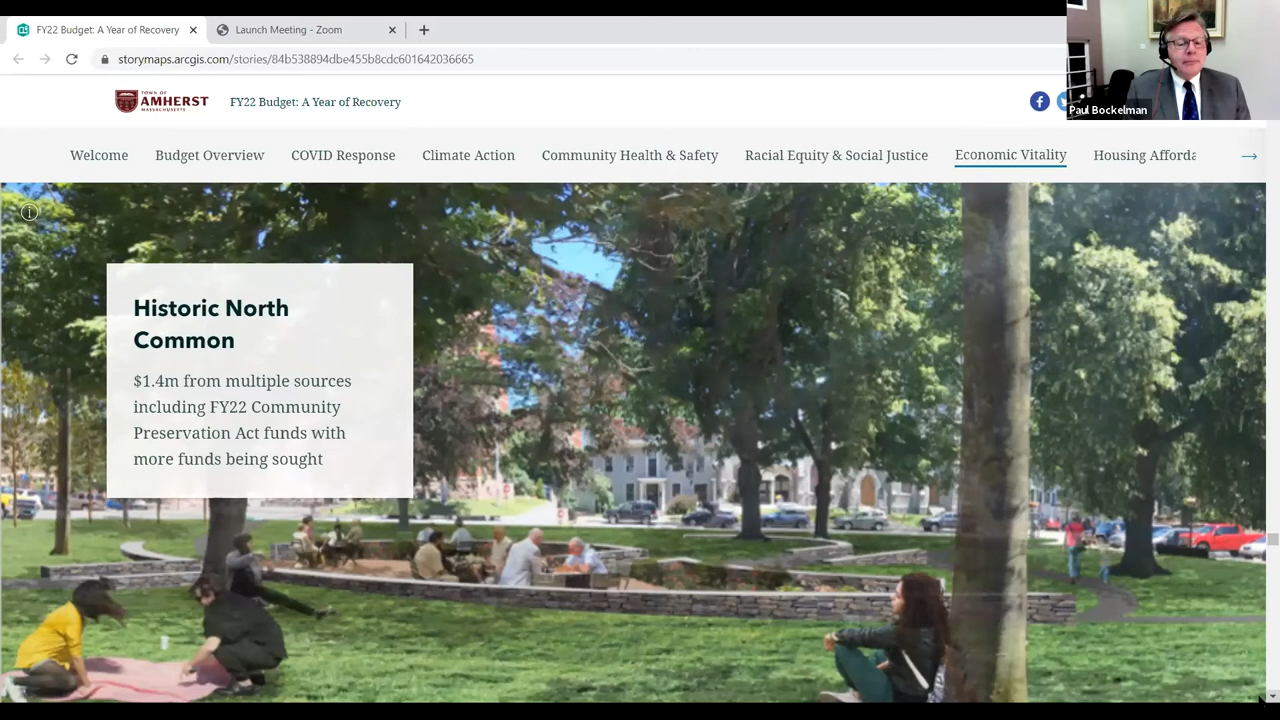 FY22 Budget: A Year of Recovery
Launch Meeting - Zoom
storymaps.arcgis.com/stories/84b538894dbe455b8cdc601642036665
TOWN OF
AMHERST
MASSACHUSETTS
FY22 Budget: A Year of Recovery
Paul Bockelman
Welcome
Budget Overview
COVID Response
Climate Action
Community Health & Safety
Racial Equity & Social Justice
Economic Vitality
Housing Afforda
Historic North
Common
$1.4m from multiple sources
including FY22 Community
Preservation Act funds with
more funds being sought